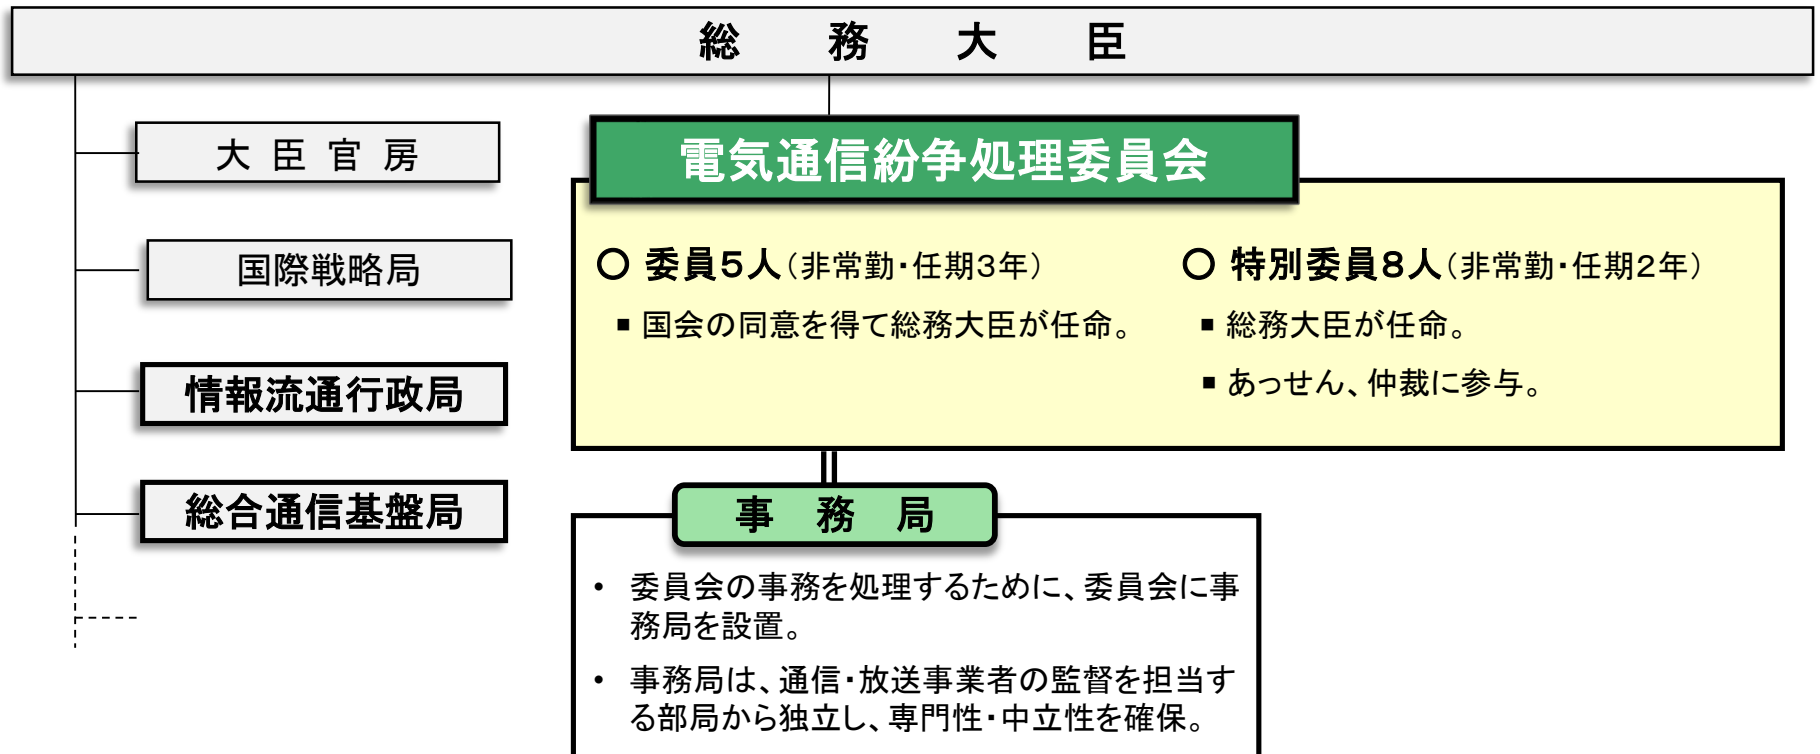 総務大臣
大臣官房
国際戦略局
情報流通行政局
総合通信基盤局
電気通信紛争処理委員会
○ 委員5人（非常勤・任期3年）
▪ 国会の同意を得て総務大臣が任命。
○ 特別委員8人（非常勤・任期2年）
▪ 総務大臣が任命。
▪ あっせん、仲裁に参与。
事務局
• 委員会の事務を処理するために、委員会に事
務局を設置。
• 事務局は、通信・放送事業者の監督を担当す
る部局から独立し、専門性・中立性を確保。